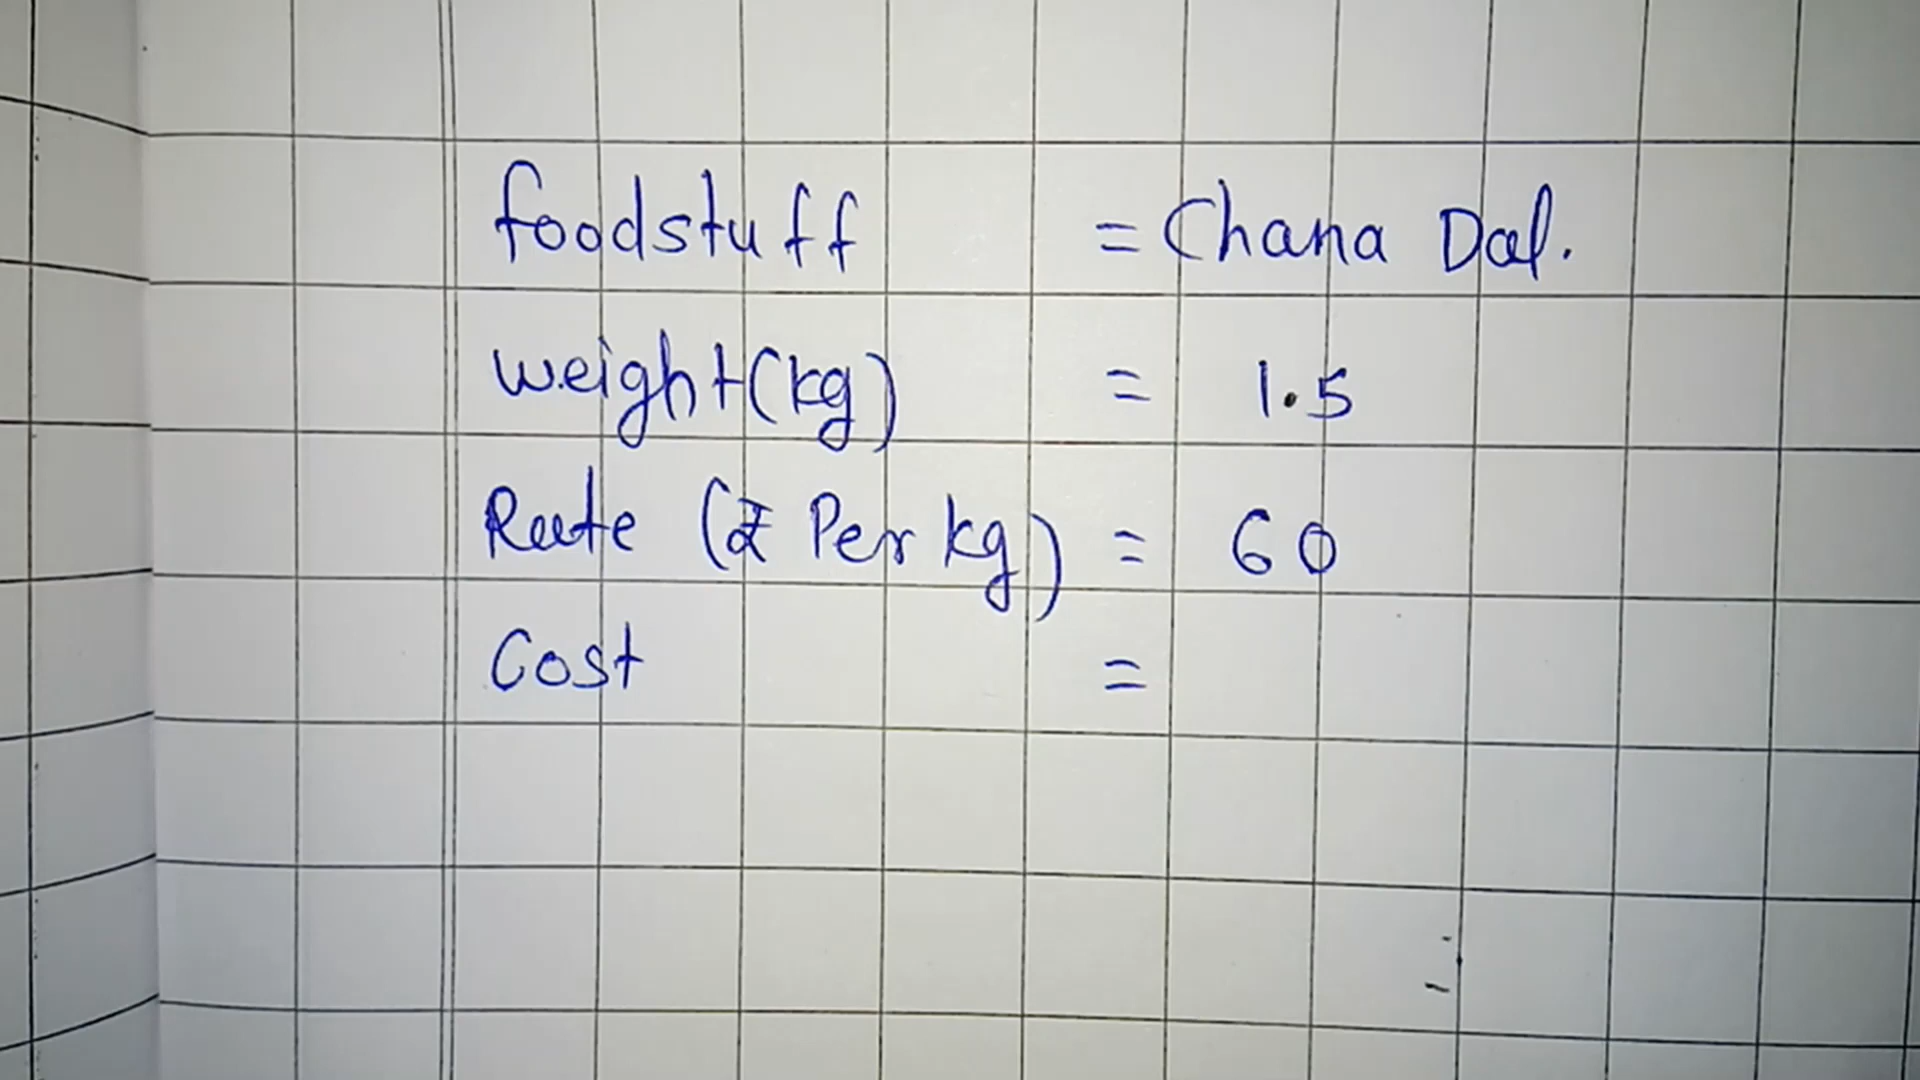 foodstuff = Chana Dal.
weight(kg) = 1.5
Rate (₹ Per kg) = 60
Cost =